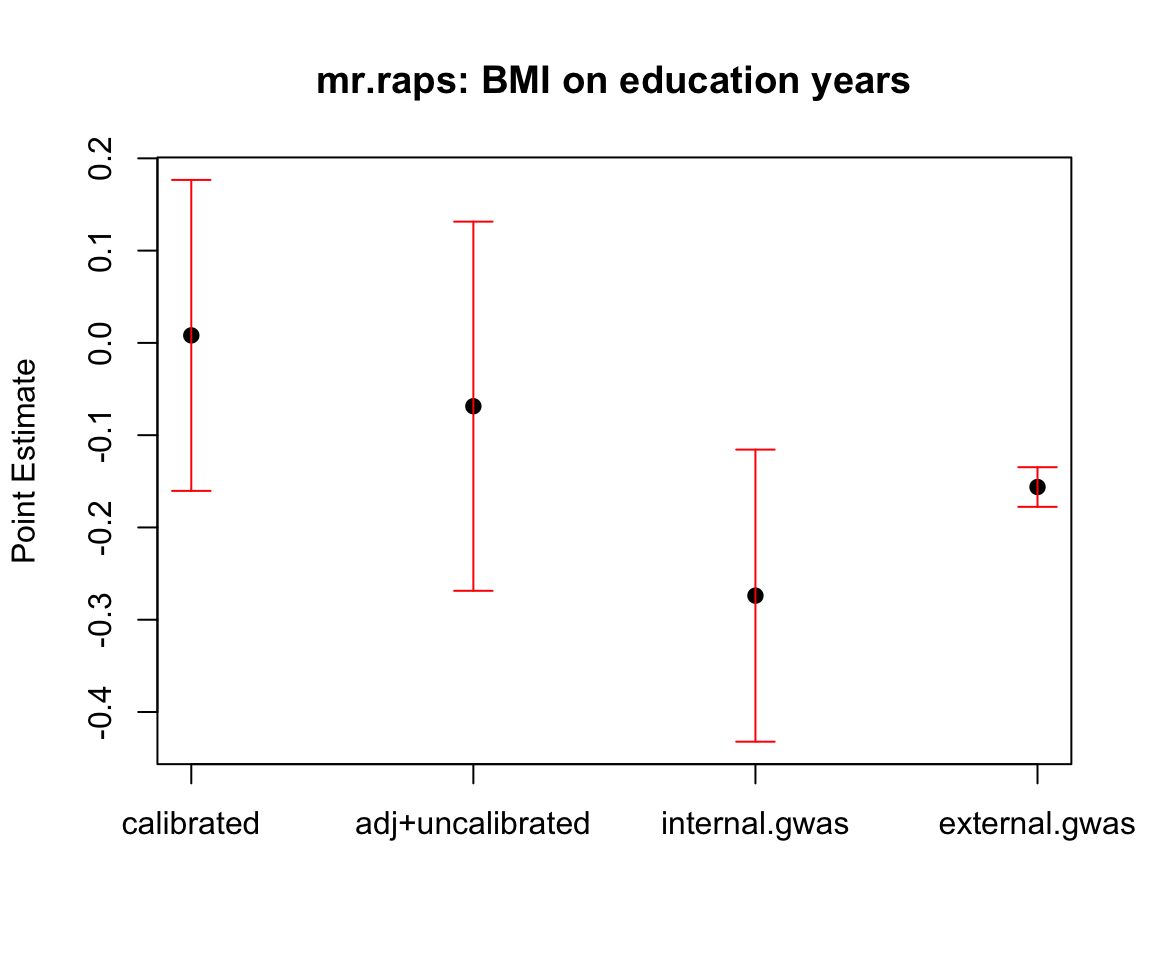 mr.raps: BMI on education years
Point Estimate
0.2
0.1
0.0
-0.1
-0.2
-0.3
-0.4
calibrated
adj+uncalibrated
internal.gwas
external.gwas